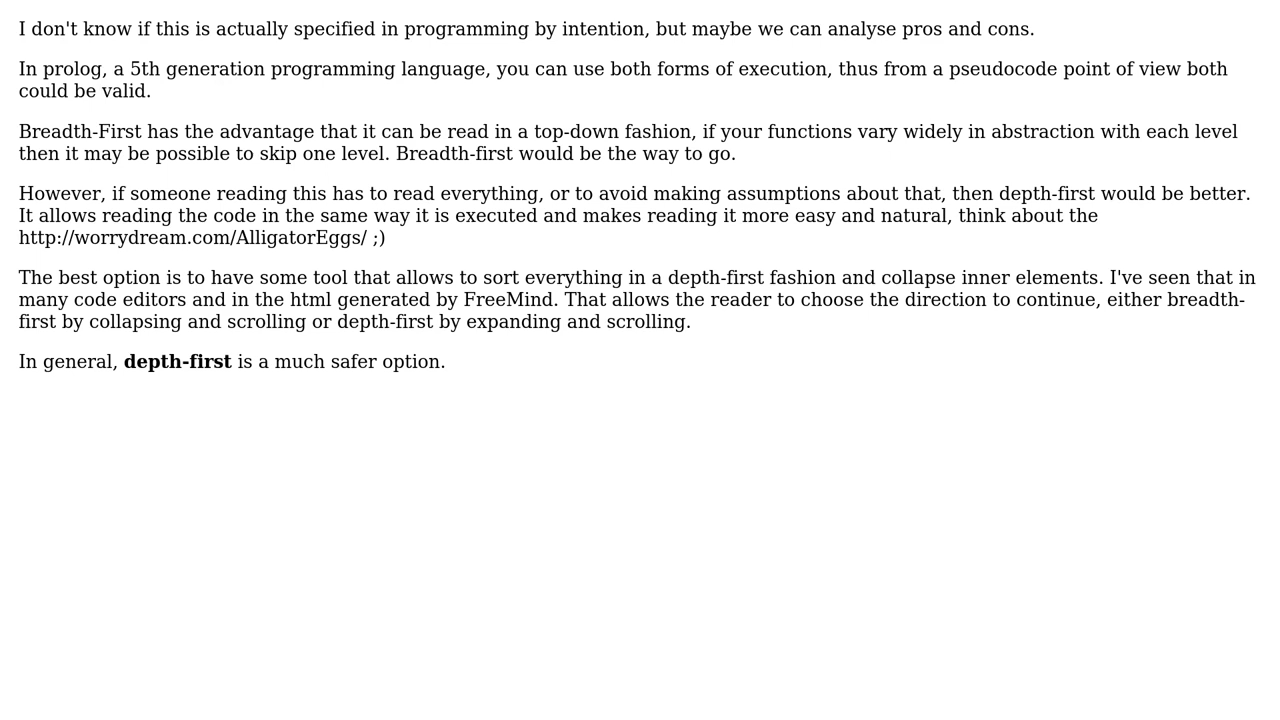 I don't know if this is actually specified in programming by intention, but maybe we can analyse pros and cons.
In prolog, a 5th generation programming language, you can use both forms of execution, thus from a pseudocode point of view both
could be valid.
Breadth-First has the advantage that it can be read in a top-down fashion, if your functions vary widely in abstraction with each level
then it may be possible to skip one level. Breadth-first would be the way to go.
However, if someone reading this has to read everything, or to avoid making assumptions about that, then depth-first would be better.
It allows reading the code in the same way it is executed and makes reading it more easy and natural, think about the
http://worrydream.com/AlligatorEggs/ ;)
The best option is to have some tool that allows to sort everything in a depth-first fashion and collapse inner elements. I've seen that in
many code editors and in the html generated by FreeMind. That allows the reader to choose the direction to continue, either breadth-
first by collapsing and scrolling or depth-first by expanding and scrolling.
In general, depth-first is a much safer option.